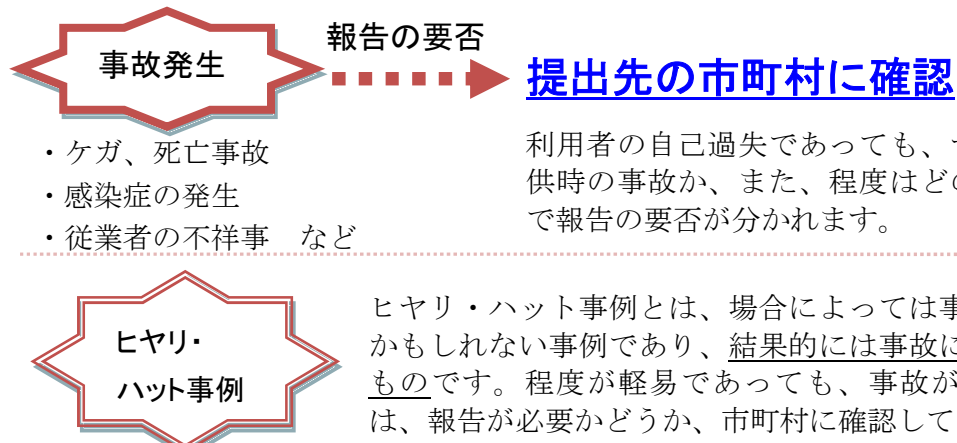 事故発生
報告の要否
提出先の市町村に確認
・ケガ、死亡事故
・感染症の発生
・従業者の不祥事　など
利用者の自己過失であっても、
供時の事故か、また、程度はどの
で報告の要否が分かれます。
ヒヤリ・
ハット事例
ヒヤリ・ハット事例とは、場合によっては事
かもしれない事例であり、結果的には事故に
ものです。程度が軽易であっても、事故が
は、報告が必要かどうか、市町村に確認して